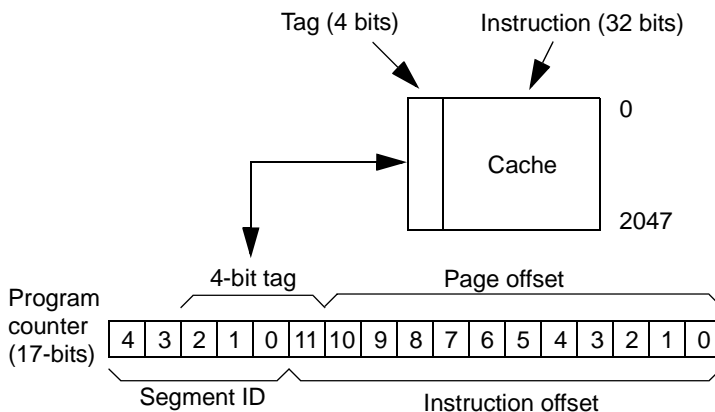 Tag (4 bits) Instruction (32 bits)
0
Cache
2047
4-bit tag Page offset
Program
counter
(17-bits)
4 3 2 1 0 11 10 9 8 7 6 5 4 3 2 1 0
Segment ID Instruction offset